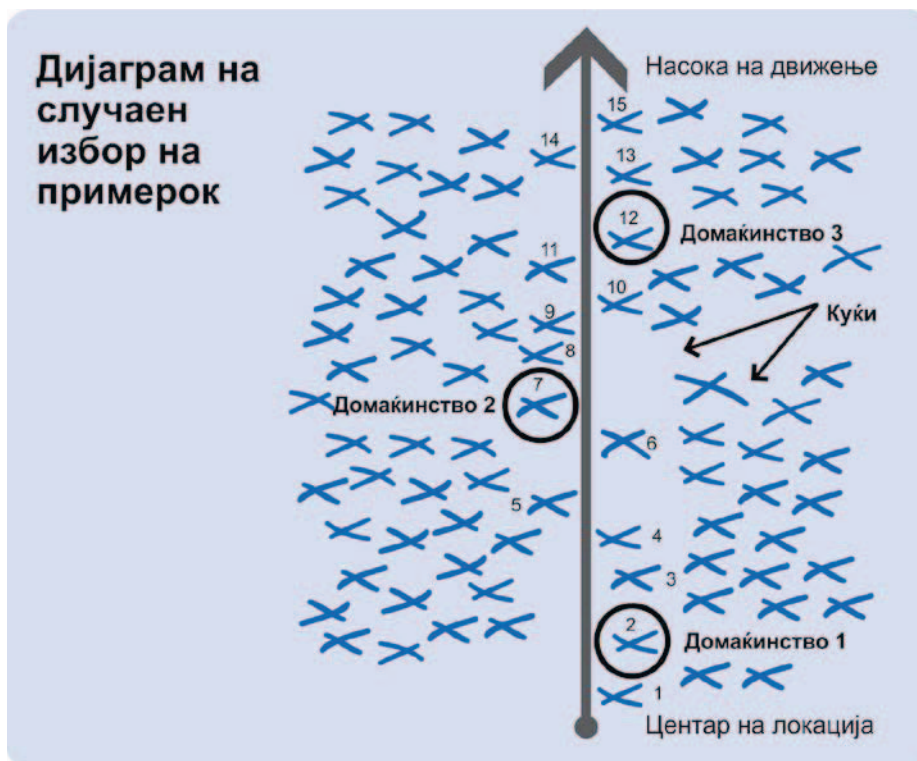 Дијаграм на
случаен
избор на
примерок
Насока на движење
15
14
13
12
Домаќинство 3
11
10
9
Куќи
8
7
Домаќинство 2
6
5
4
3
2
Домаќинство 1
1
Центар на локација